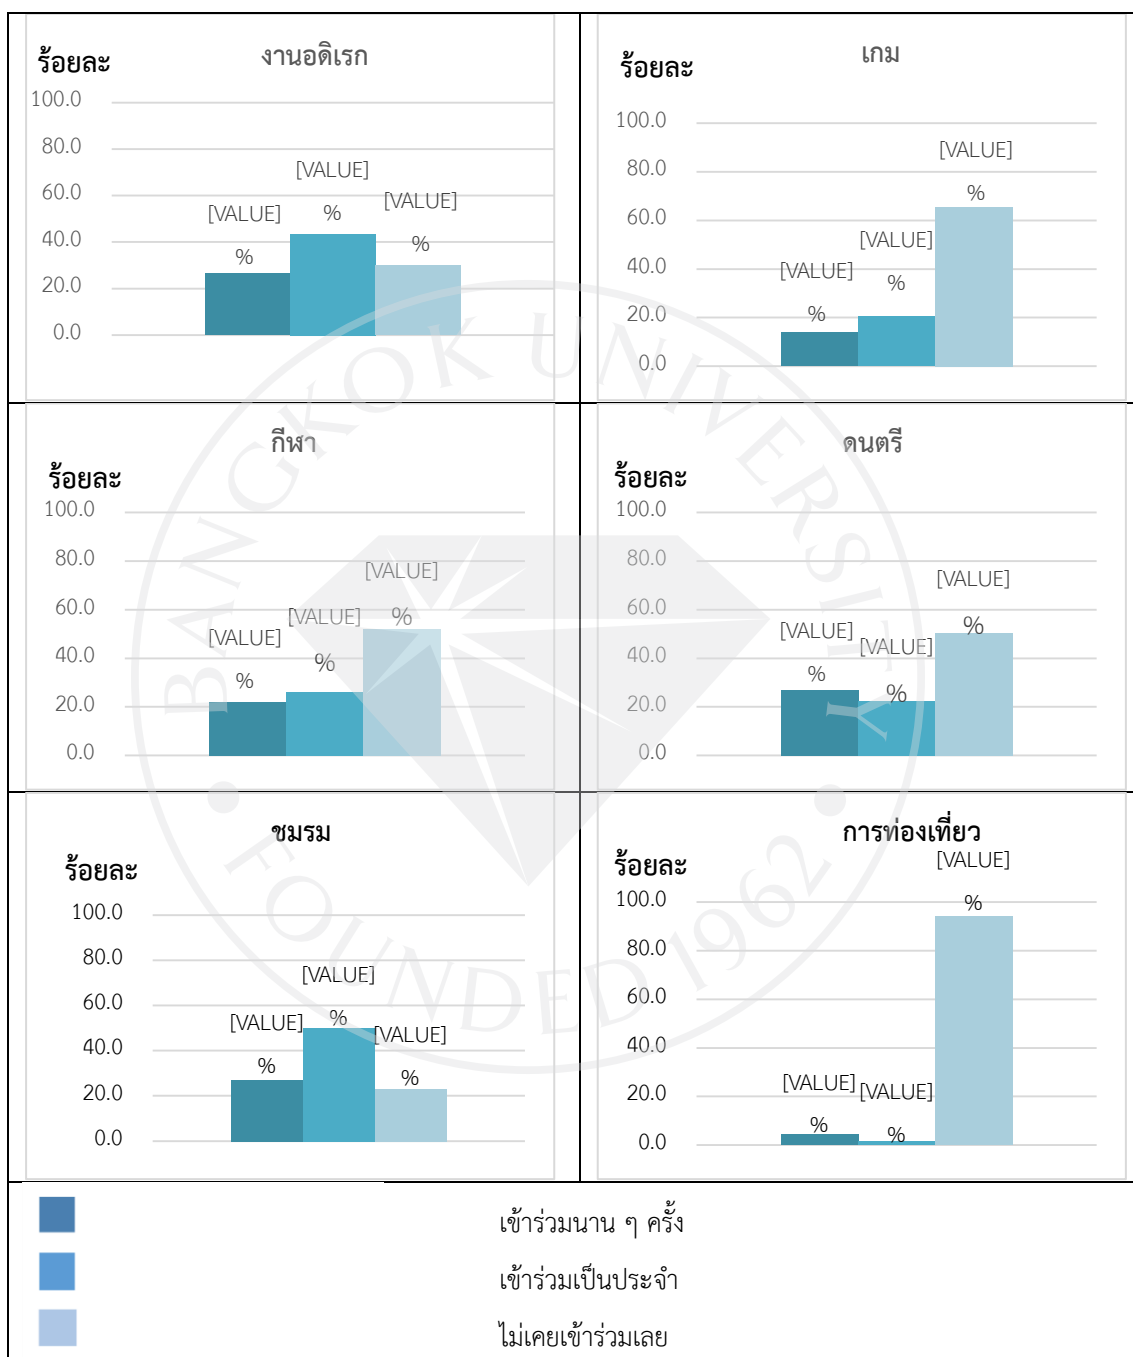 งานอดิเรก
ร้อยละ
100.0
80.0
60.0
40.0
20.0
0.0
[VALUE]
%
[VALUE]
%
[VALUE]
%
เกม
ร้อยละ
100.0
80.0
60.0
40.0
20.0
0.0
[VALUE]
%
[VALUE]
%
[VALUE]
%
กีฬา
ร้อยละ
100.0
80.0
60.0
40.0
20.0
0.0
[VALUE]
%
[VALUE]
%
[VALUE]
%
ดนตรี
ร้อยละ
100.0
80.0
60.0
40.0
20.0
0.0
[VALUE]
%
[VALUE]
%
[VALUE]
%
ชมรม
ร้อยละ
100.0
80.0
60.0
40.0
20.0
0.0
[VALUE]
%
[VALUE]
%
[VALUE]
%
การท่องเที่ยว
ร้อยละ
100.0
80.0
60.0
40.0
20.0
0.0
[VALUE]
%
[VALUE]
%
[VALUE]
%
เข้าร่วมนาน ๆ ครั้ง
เข้าร่วมเป็นประจำ
ไม่เคยเข้าร่วมเลย
BANGKOK UNIVERSITY
FOUNDED 1962